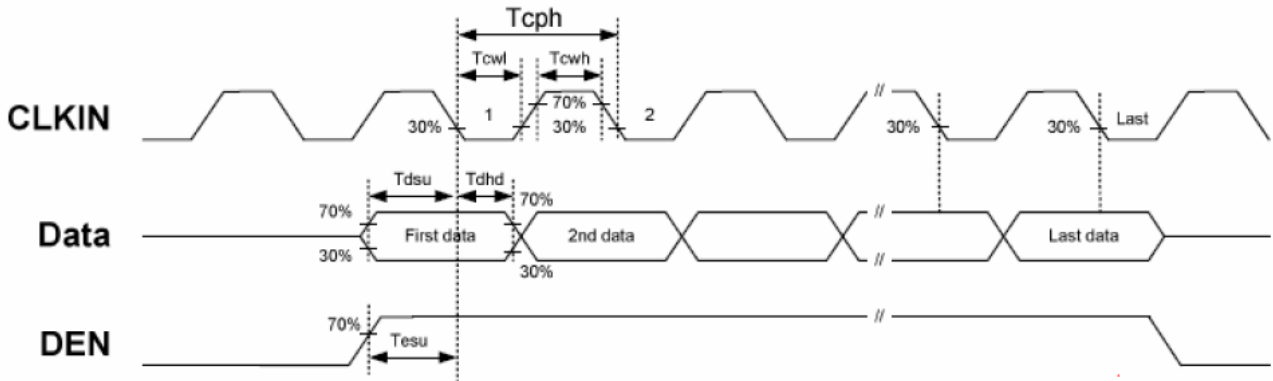 Tcph
Tcwl Tcwh
CLKIN
30% 1 70% 30% 2 // 30% 30% Last
Tdsu Tdhd
70% 70%
Data
First data 2nd data // Last data
30% 30% //
DEN
70% Tesu //